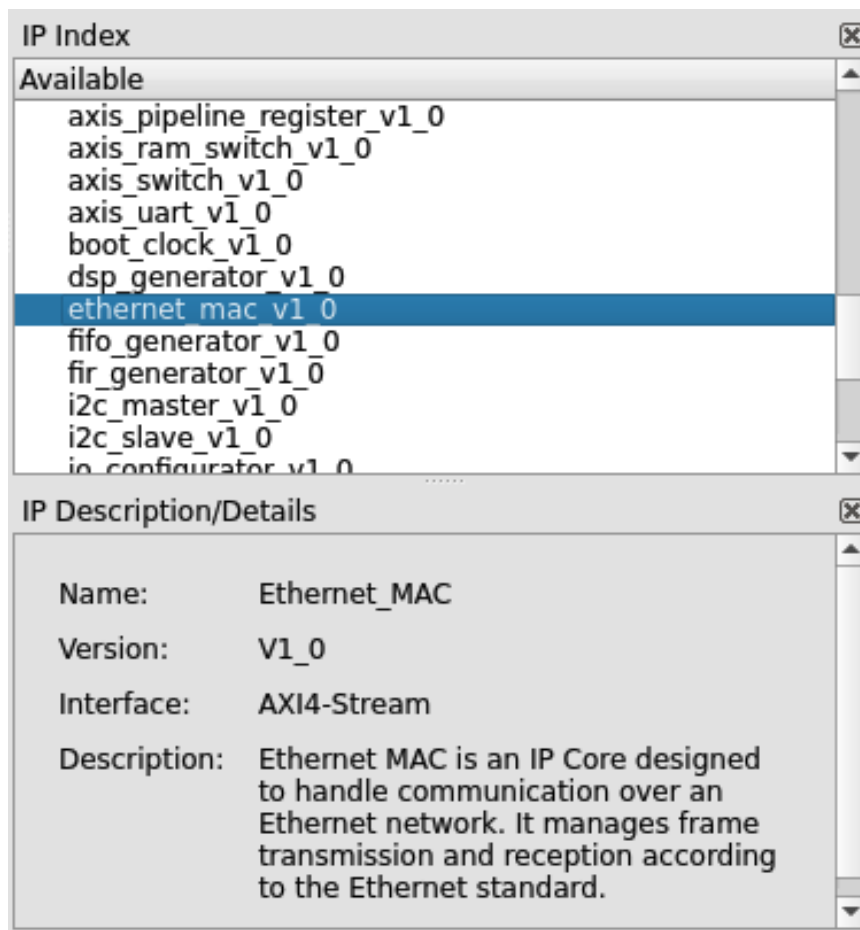 IP Index
Available
axis_pipeline_register_v1_0
axis_ram_switch_v1_0
axis_switch_v1_0
axis_uart_v1_0
boot_clock_v1_0
dsp_generator_v1_0
ethernet_mac_v1_0
fifo_generator_v1_0
fir_generator_v1_0
i2c_master_v1_0
i2c_slave_v1_0
io_configurator_v1_0
IP Description/Details
Name: Ethernet_MAC
Version: V1_0
Interface: AXI4-Stream
Description: Ethernet MAC is an IP Core designed
to handle communication over an
Ethernet network. It manages frame
transmission and reception according
to the Ethernet standard.